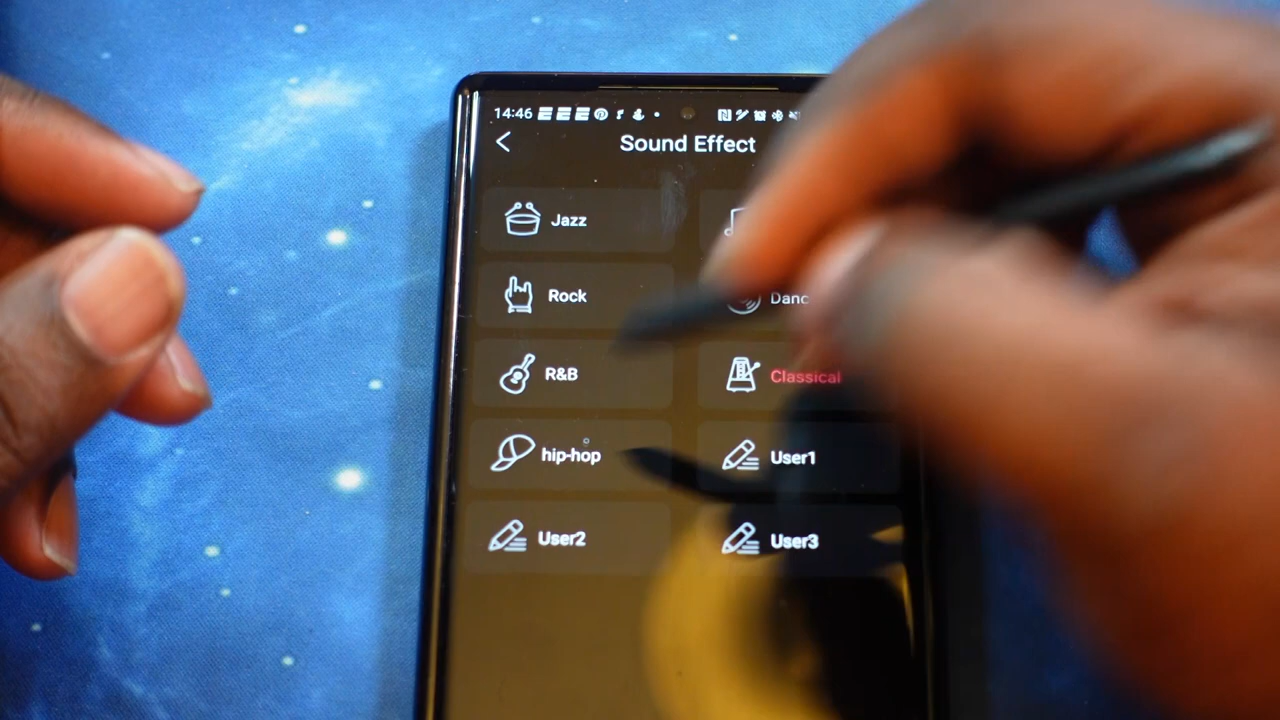 14:46
Sound Effect
Jazz
Rock
R&B
Classical
hip-hop
User1
User2
User3